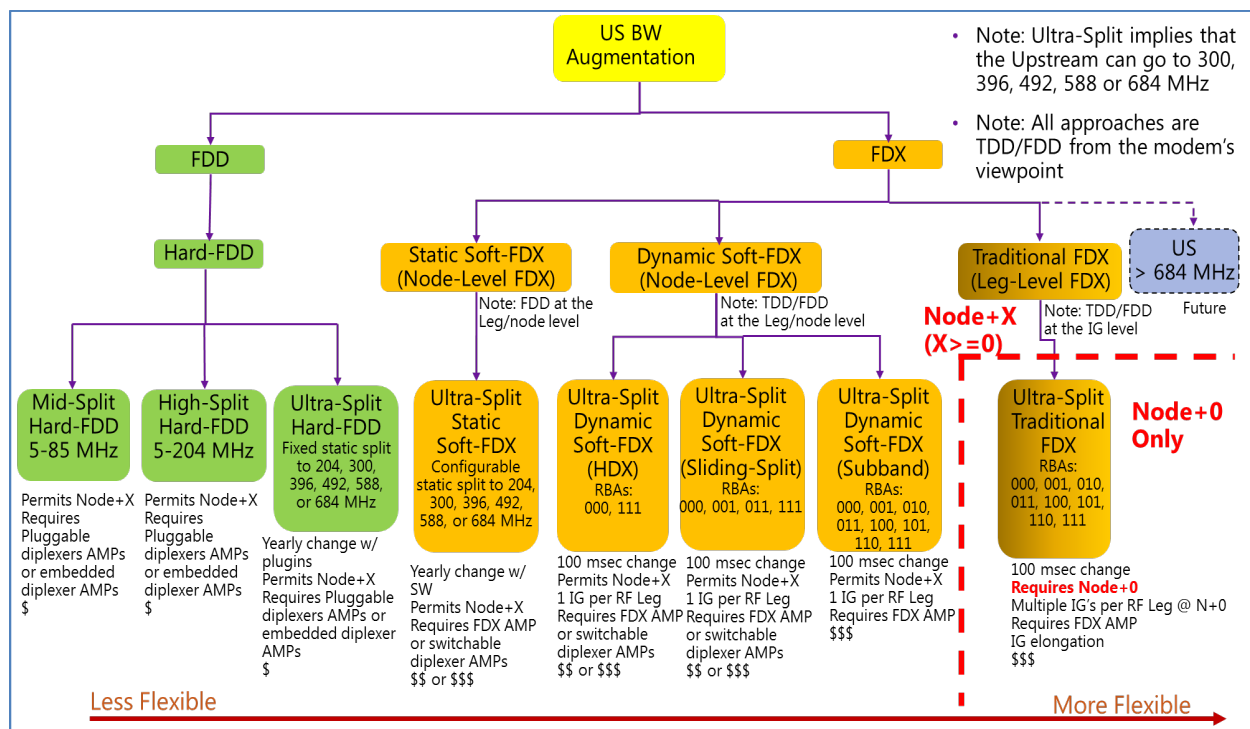 US BW
Augmentation
• Note: Ultra-Split implies that
the Upstream can go to 300,
396, 492, 588 or 684 MHz
• Note: All approaches are
TDD/FDD from the modem's
viewpoint
FDD
FDX
Hard-FDD
Static Soft-FDX
(Node-Level FDX)
Dynamic Soft-FDX
(Node-Level FDX)
Traditional FDX
(Leg-Level FDX)
US
> 684 MHz
Future
Note: FDD at the
Leg/node level
Note: TDD/FDD
at the Leg/node level
Note: TDD/FDD
at the IG level
Node+X
(X>=0)
Node+0
Only
Mid-Split
Hard-FDD
5-85 MHz
Permits Node+X
Requires
Pluggable
diplexers AMPs
or embedded
diplexer AMPs
$
High-Split
Hard-FDD
5-204 MHz
Permits Node+X
Requires
Pluggable
diplexers AMPs
or embedded
diplexer AMPs
$
Ultra-Split
Hard-FDD
Fixed static split
to 204, 300,
396, 492, 588,
or 684 MHz
Yearly change w/
plugins
Permits Node+X
Requires Pluggable
diplexers AMPs or
embedded diplexer
AMPs
$
Ultra-Split
Static
Soft-FDX
Configurable
static split to 204,
300, 396, 492,
588, or 684 MHz
Yearly change w/
SW
Permits Node+X
Requires FDX AMP
or switchable
diplexer AMPs
$$ or $$$
Ultra-Split
Dynamic
Soft-FDX
(HDX)
RBAs:
000, 111
100 msec change
Permits Node+X
1 IG per RF Leg
Requires FDX AMP
or switchable
diplexer AMPs
$$ or $$$
Ultra-Split
Dynamic
Soft-FDX
(Sliding-Split)
RBAs:
000, 001, 011, 111
100 msec change
Permits Node+X
1 IG per RF Leg
Requires FDX AMP
or switchable
diplexer AMPs
$$ or $$$
Ultra-Split
Dynamic
Soft-FDX
(Subband)
RBAs:
000, 001, 010,
011, 100, 101,
110, 111
100 msec change
Permits Node+X
1 IG per RF Leg
Requires FDX AMP
$$$
Ultra-Split
Traditional
FDX
RBAs:
000, 001, 010,
011, 100, 101,
110, 111
100 msec change
Requires Node+0
Multiple IG's per RF Leg @ N+0
Requires FDX AMP
IG elongation
$$$
Less Flexible
More Flexible